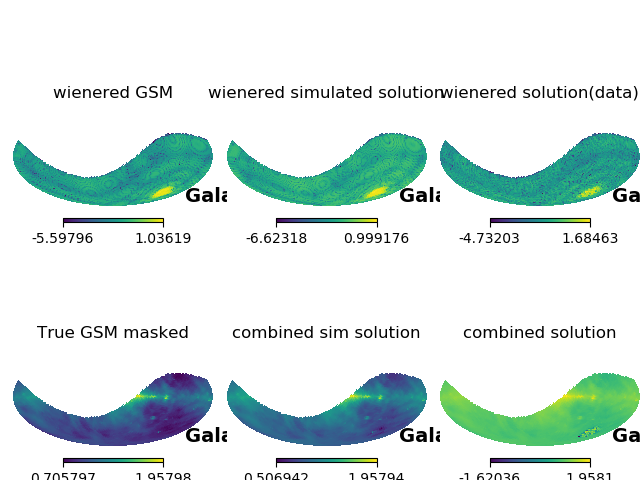 wienered GSM
wienered simulated solution
wienered solution(data)
Gala
Gala
Ga
-5.59796 1.03619
-6.62318 0.999176
-4.73203 1.68463
True GSM masked
combined sim solution
combined solution
Gala
Gala
Ga
0.705797 1.95798
0.506942 1.95794
-1.62036 1.9581